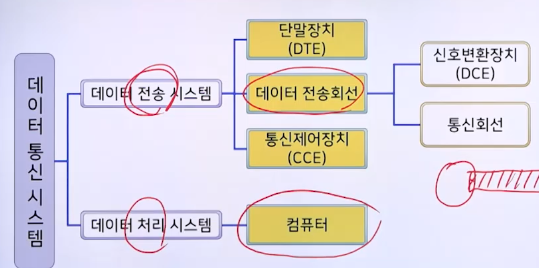 데이터 통신 시스템
데이터 전송 시스템
단말장치
(DTE)
데이터 전송회선
신호변환장치
(DCE)
통신회선
통신제어장치
(CCE)
데이터 처리 시스템
컴퓨터